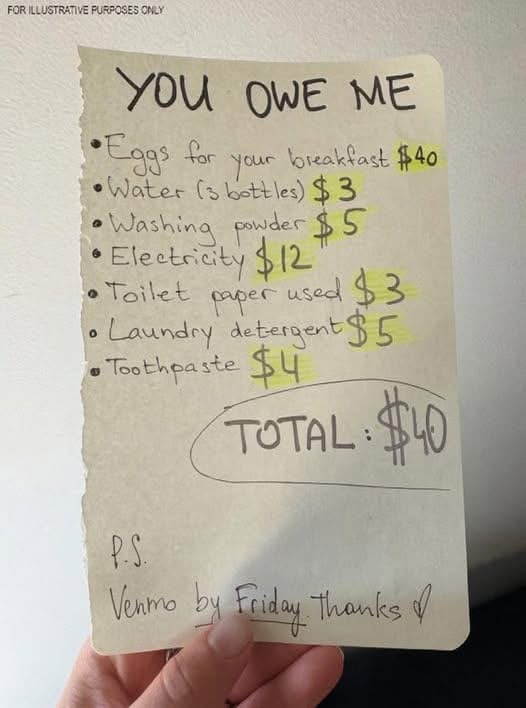 FOR ILLUSTRATIVE PURPOSES ONLY
YOU OWE ME
• Eggs for your breakfast $40
• Water (3 bottles) $3
• Washing powder $5
• Electricity $12
• Toilet paper used $3
• Laundry detergent $5
• Toothpaste $4
TOTAL: $40
P.S.
Venmo by Friday. Thanks ♡